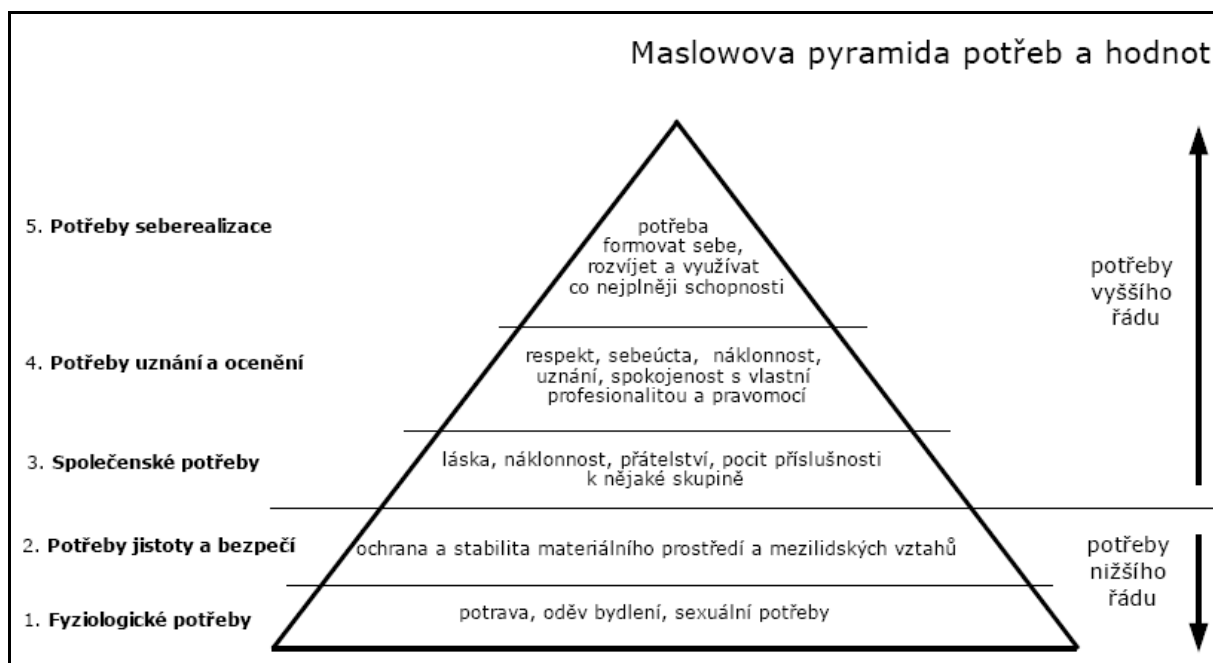 Maslowova pyramida potřeb a hodnot
5. Potřeby seberealizace
potřeba
formovat sebe,
rozvíjet a využívat
co nejplněji schopnosti
potřeby
vyššího
řádu
4. Potřeby uznání a ocenění
respekt, sebeúcta, náklonnost,
uznání, spokojenost s vlastní
profesionalitou a pravomocí
3. Společenské potřeby
láska, náklonnost, přátelství, pocit příslušnosti
k nějaké skupině
2. Potřeby jistoty a bezpečí
ochrana a stabilita materiálního prostředí a mezilidských vztahů
potřeby
nižšího
řádu
1. Fyziologické potřeby
potrava, oděv bydlení, sexuální potřeby